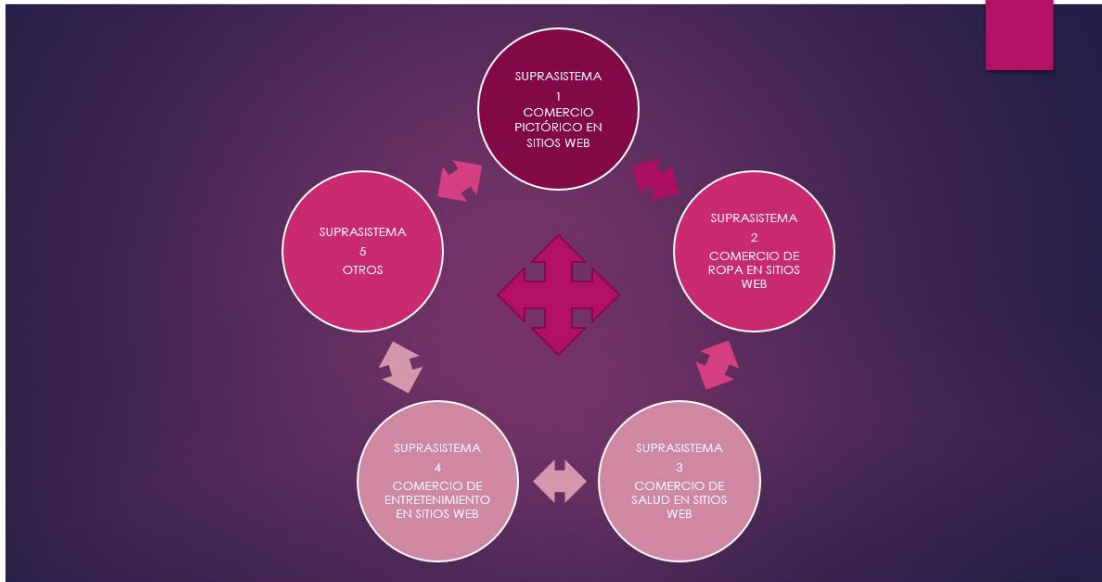 SUPRASISTEMA
1
COMERCIO
PICTÓRICO EN
SITIOS WEB
SUPRASISTEMA
2
COMERCIO DE
ROPA EN SITIOS
WEB
SUPRASISTEMA
3
COMERCIO DE
SALUD EN SITIOS
WEB
SUPRASISTEMA
4
COMERCIO DE
ENTRETENIMIENTO
EN SITIOS WEB
SUPRASISTEMA
5
OTROS